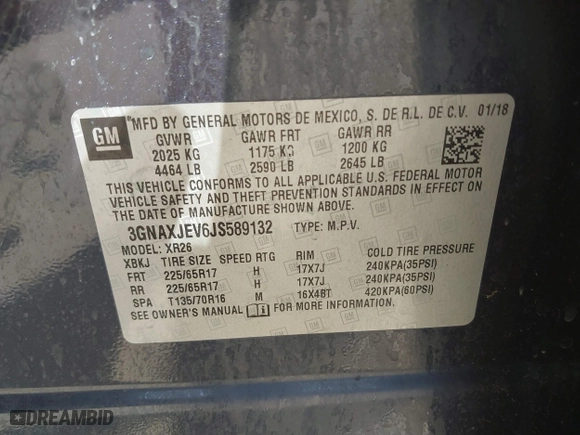 GM
*MFD BY GENERAL MOTORS DE MEXICO, S. DE R.L. DE C.V. 01/18
GVWR GAWR FRT GAWR RR
2025 KG 1175 KG 1200 KG
4464 LB 2590 LB 2645 LB
THIS VEHICLE CONFORMS TO ALL APPLICABLE U.S. FEDERAL MOTOR
VEHICLE SAFETY AND THEFT PREVENTION STANDARDS IN EFFECT ON
THE DATE OF MANUFACTURE SHOWN ABOVE.
3GNAXJEV6JS589132 TYPE: M.P.V.
MODEL: XR26
XBKJ TIRE SIZE SPEED RTG RIM COLD TIRE PRESSURE
FRT 225/65R17 H 17X7J 240KPA(35PSI)
RR 225/65R17 H 17X7J 240KPA(35PSI)
SPA T135/70R16 M 16X4BT 420KPA(60PSI)
SEE OWNER'S MANUAL FOR MORE INFORMATION.
DREAMBID